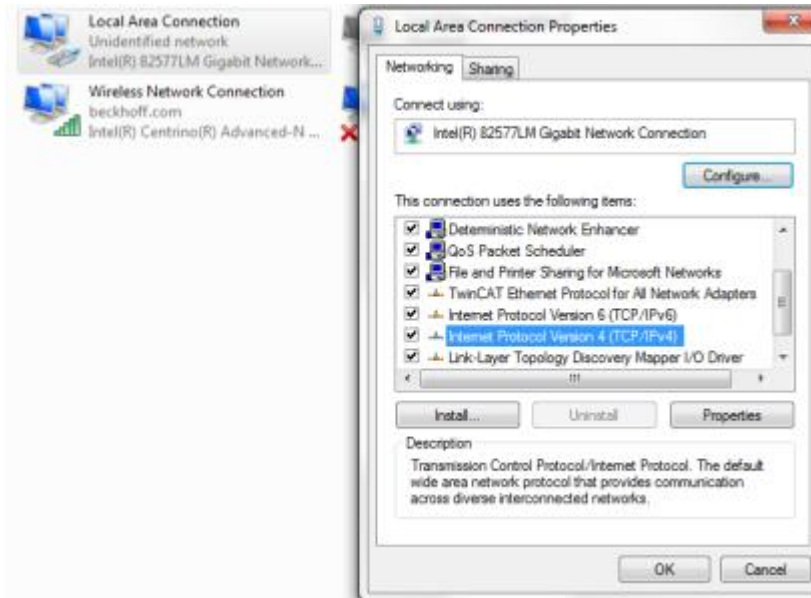 Local Area Connection
Unidentified network
Intel(R) 82577LM Gigabit Network...
Wireless Network Connection
beckhoff.com
Intel(R) Centrino(R) Advanced-N ...
Local Area Connection Properties
Networking
Sharing
Connect using:
Intel(R) 82577LM Gigabit Network Connection
Configure...
This connection uses the following items:
Deterministic Network Enhancer
QoS Packet Scheduler
File and Printer Sharing for Microsoft Networks
TwinCAT Ethernet Protocol for All Network Adapters
Internet Protocol Version 6 (TCP/IPv6)
Internet Protocol Version 4 (TCP/IPv4)
Link-Layer Topology Discovery Mapper I/O Driver
Install...
Uninstall
Properties
Description
Transmission Control Protocol/Internet Protocol. The default
wide area network protocol that provides communication
across diverse interconnected networks.
OK
Cancel